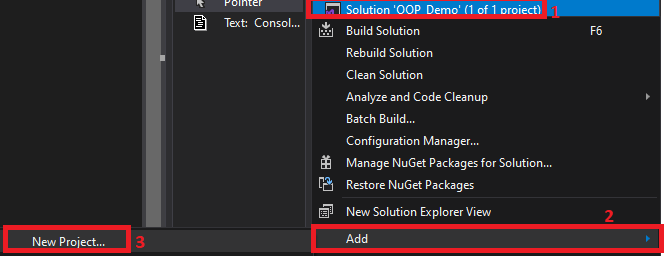 Pointer
Text: Consol...
Solution 'OOP_Demo' (1 of 1 project)
1
Build Solution F6
Rebuild Solution
Clean Solution
Analyze and Code Cleanup
Batch Build...
Configuration Manager...
Manage NuGet Packages for Solution...
Restore NuGet Packages
New Solution Explorer View
2
Add
New Project...
3